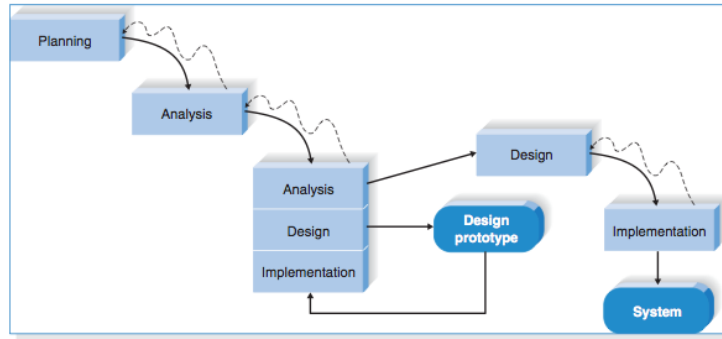 Planning
Analysis
Analysis
Design
Implementation
Design
prototype
Design
Implementation
System